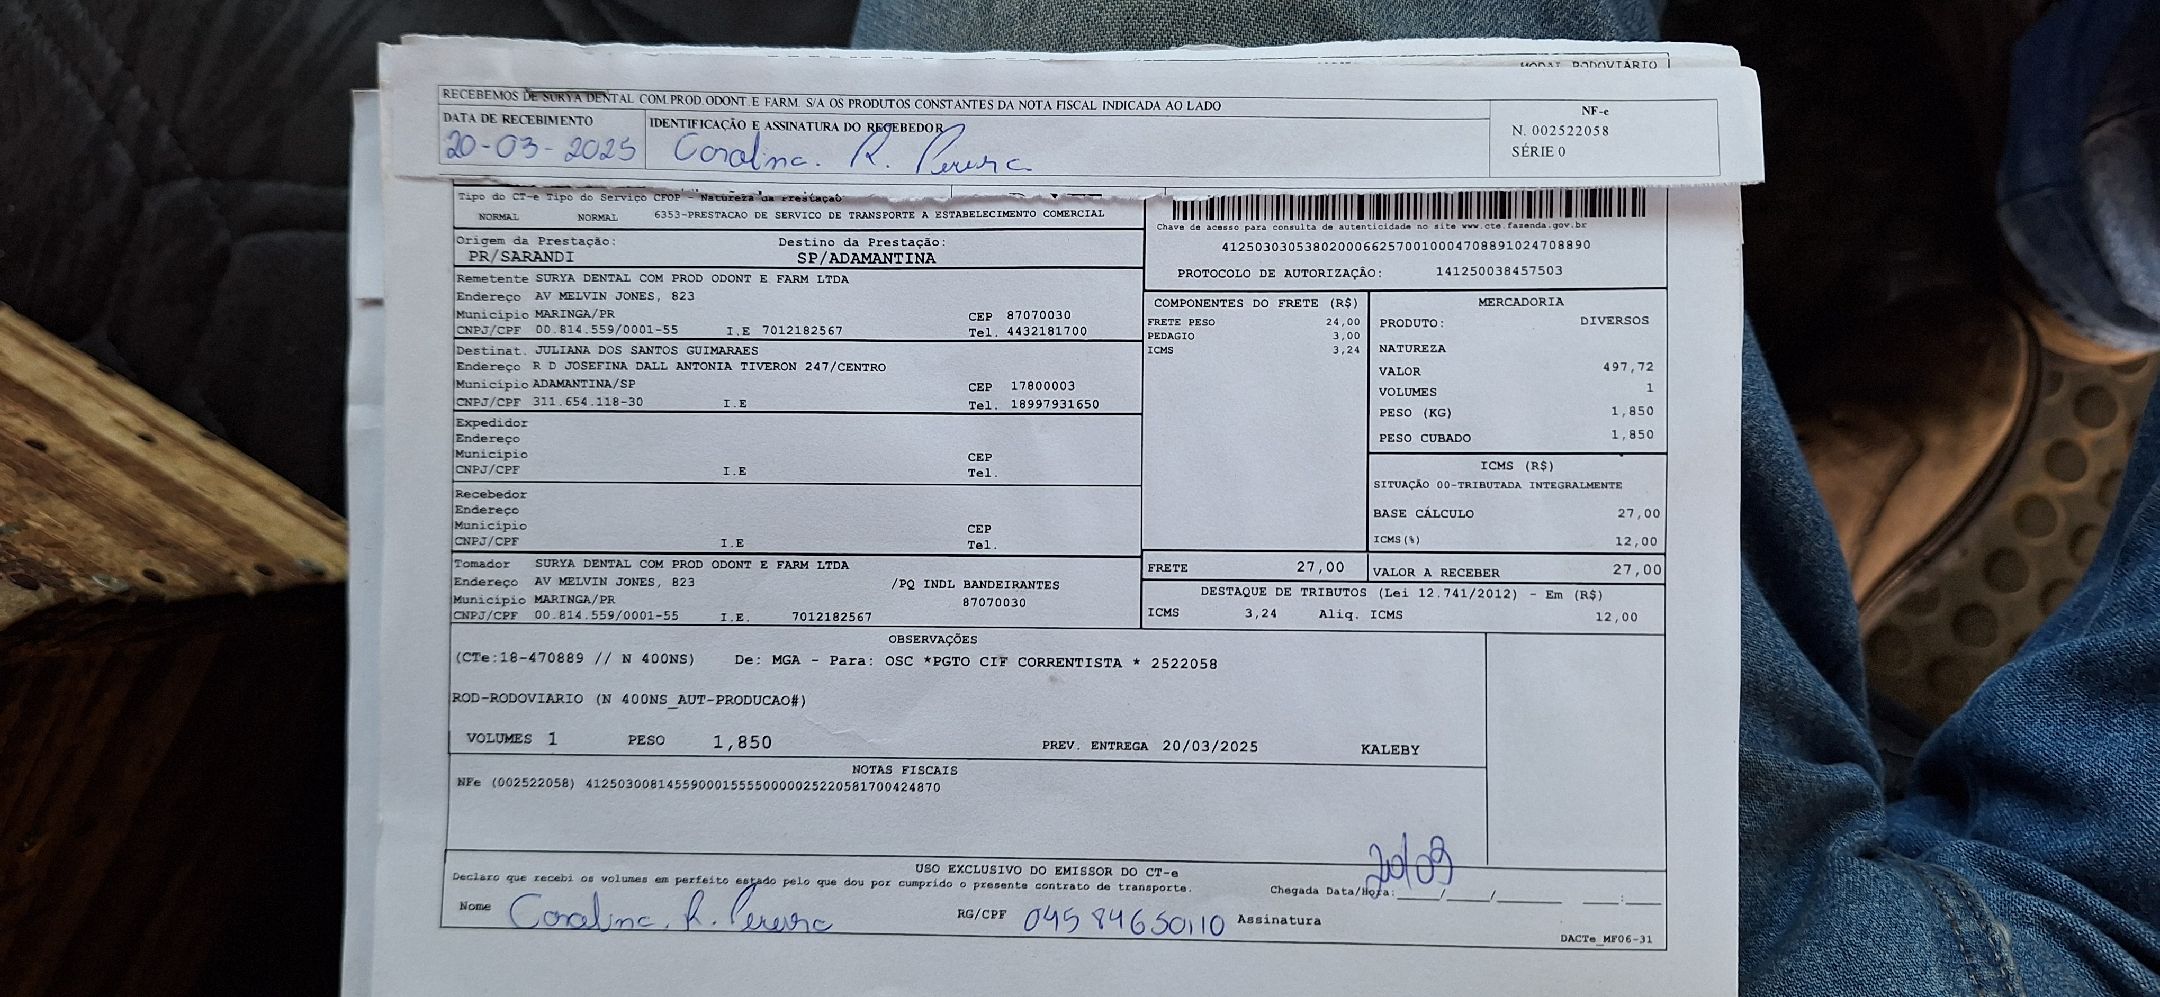 MODAL RODOVIÁRIO
RECEBEMOS DE SURYA DENTAL COM.PROD.ODONT.E FARM. S/A OS PRODUTOS CONSTANTES DA NOTA FISCAL INDICADA AO LADO
DATA DE RECEBIMENTO IDENTIFICAÇÃO E ASSINATURA DO RECEBEDOR
20-03-2025 Coralina. R. Pereira
NF-e
N. 002522058
SÉRIE 0
Tipo do CT-e Tipo do Serviço CFOP - Natureza da Prestação
NORMAL NORMAL 6353-PRESTACAO DE SERVICO DE TRANSPORTE A ESTABELECIMENTO COMERCIAL
Origem da Prestação: Destino da Prestação:
PR/SARANDI SP/ADAMANTINA
Chave de acesso para consulta de autenticidade no site www.cte.fazenda.gov.br
41250303053802000662570010004708891024708890
PROTOCOLO DE AUTORIZAÇÃO: 141250038457503
Remetente SURYA DENTAL COM PROD ODONT E FARM LTDA
Endereço AV MELVIN JONES, 823
Município MARINGA/PR CEP 87070030
CNPJ/CPF 00.814.559/0001-55 I.E 7012182567 Tel. 4432181700
Destinat. JULIANA DOS SANTOS GUIMARAES
Endereço R D JOSEFINA DALL ANTONIA TIVERON 247/CENTRO
Município ADAMANTINA/SP CEP 17800003
CNPJ/CPF 311.654.118-30 I.E Tel. 18997931650
Expedidor
Endereço
Município CEP
CNPJ/CPF I.E Tel.
Recebedor
Endereço
Município CEP
CNPJ/CPF I.E Tel.
Tomador SURYA DENTAL COM PROD ODONT E FARM LTDA
Endereço AV MELVIN JONES, 823 /PQ INDL BANDEIRANTES
Município MARINGA/PR 87070030
CNPJ/CPF 00.814.559/0001-55 I.E. 7012182567
COMPONENTES DO FRETE (R$)
FRETE PESO 24,00
PEDAGIO 3,00
ICMS 3,24
MERCADORIA
PRODUTO: DIVERSOS
NATUREZA
VALOR 497,72
VOLUMES 1
PESO (KG) 1,850
PESO CUBADO 1,850
ICMS (R$)
SITUAÇÃO 00-TRIBUTADA INTEGRALMENTE
BASE CÁLCULO 27,00
ICMS(%) 12,00
FRETE 27,00 VALOR A RECEBER 27,00
DESTAQUE DE TRIBUTOS (Lei 12.741/2012) - Em (R$)
ICMS 3,24 Aliq. ICMS 12,00
OBSERVAÇÕES
(CTe:18-470889 // N 400NS) De: MGA - Para: OSC *PGTO CIF CORRENTISTA * 2522058
ROD-RODOVIARIO (N 400NS_AUT-PRODUCAO#)
VOLUMES 1 PESO 1,850 PREV. ENTREGA 20/03/2025 KALEBY
NOTAS FISCAIS
NFe (002522058) 41250300814559000155550000025220581700424870
USO EXCLUSIVO DO EMISSOR DO CT-e
Declaro que recebi os volumes em perfeito estado pelo que dou por cumprido o presente contrato de transporte.
Chegada Data/Hora: ____/____/______ ___:___
20/03
Nome Coralina. R. Pereira RG/CPF 04584650110 Assinatura
DACTe_MF06-31